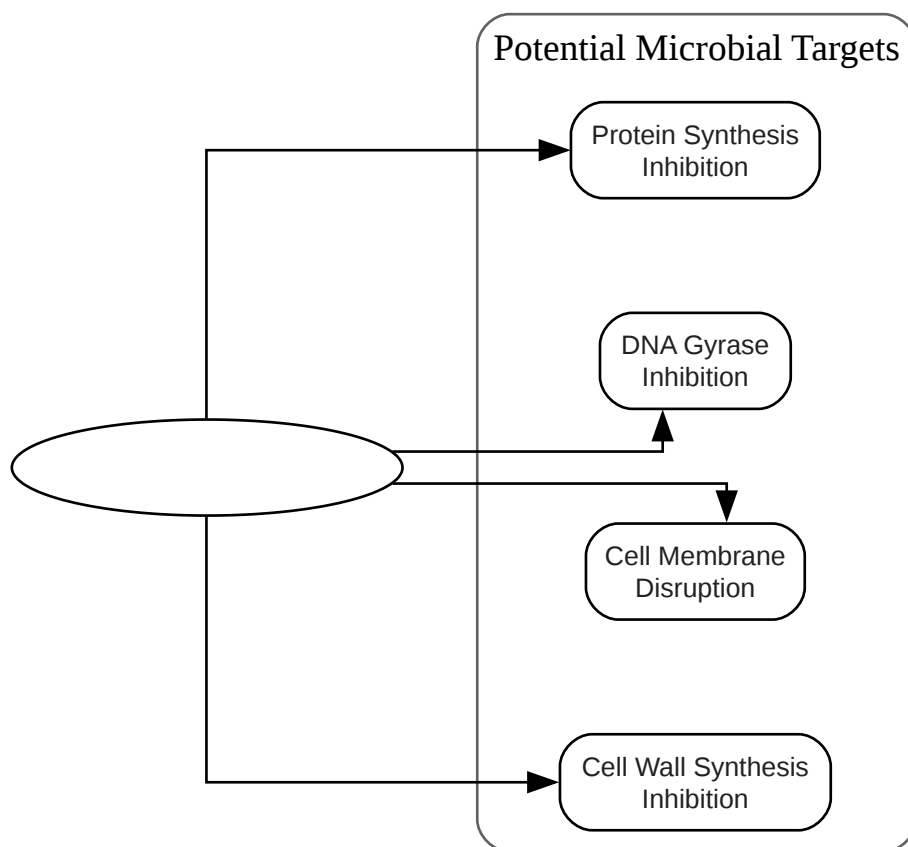 Potential Microbial Targets
Protein Synthesis
Inhibition
DNA Gyrase
Inhibition
Cell Membrane
Disruption
Cell Wall Synthesis
Inhibition